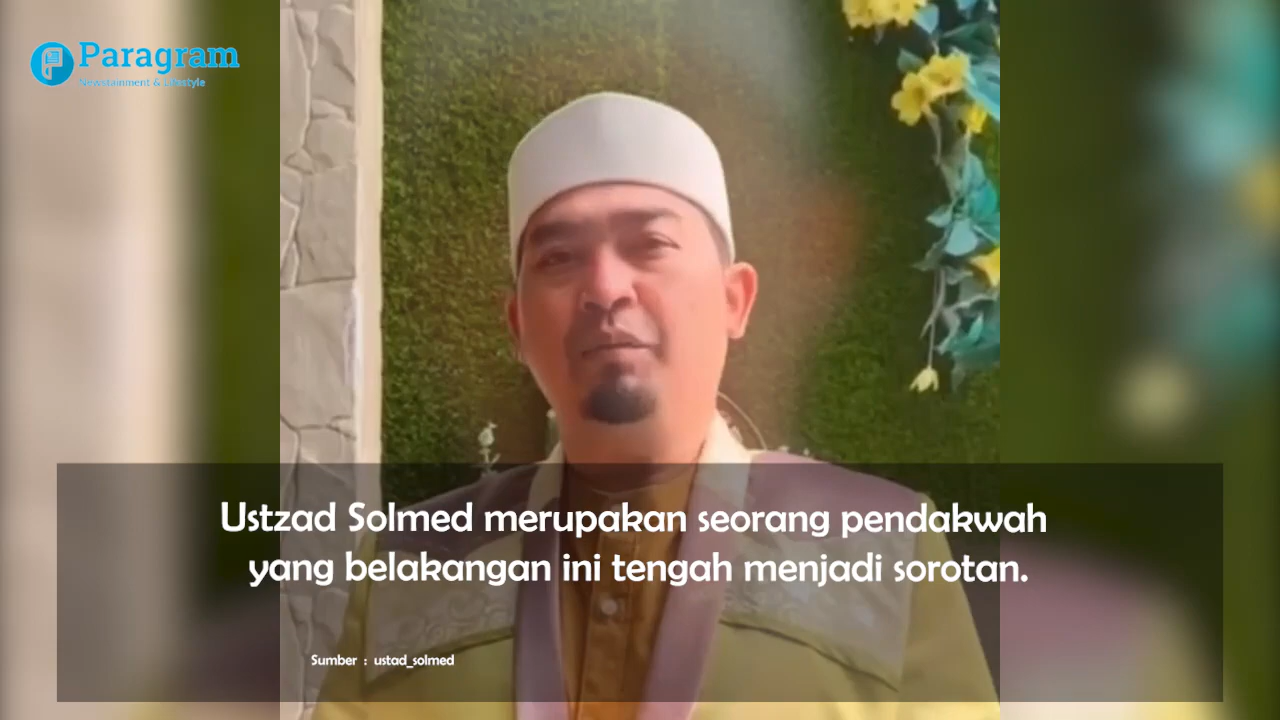 Paragram
Newstainment & Lifestyle
Ustzad Solmed merupakan seorang pendakwah
yang belakangan ini tengah menjadi sorotan.
Sumber : ustad_solmed